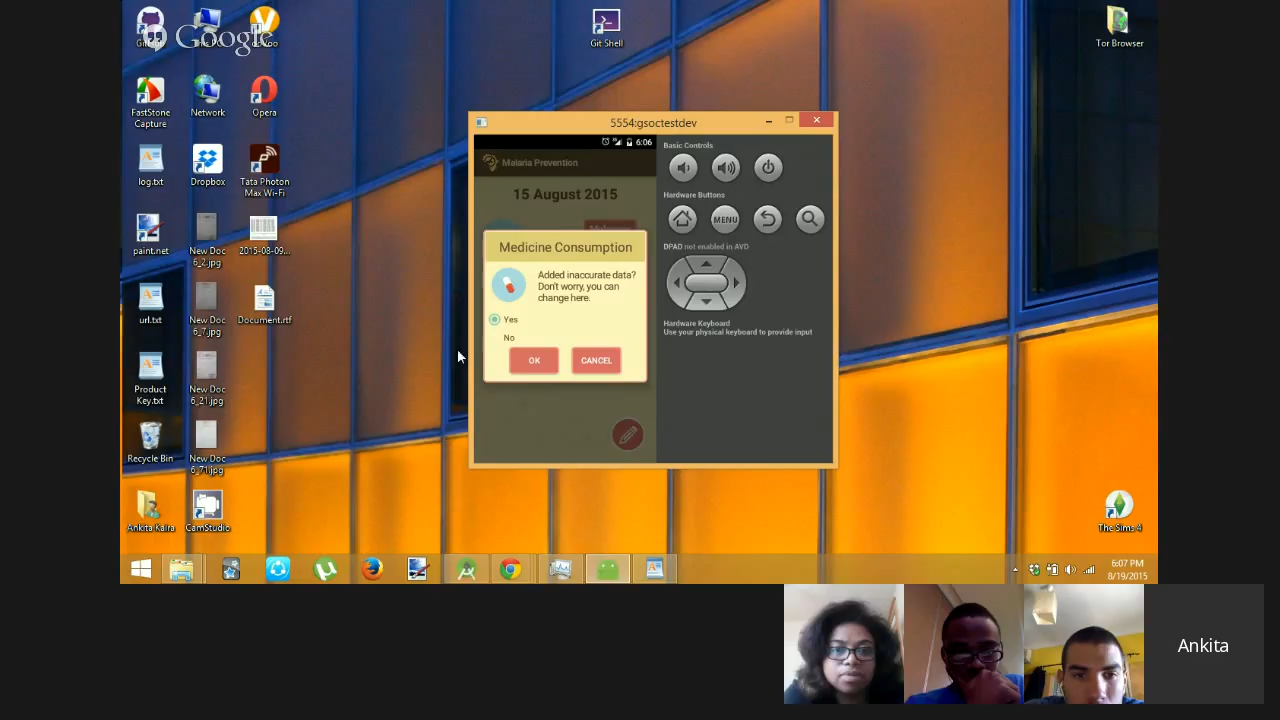 Google
Git Shell
Tor Browser
FastStone
Capture
Network
Opera
log.txt
Dropbox
Tata Photon
Max Wi-Fi
paint.net
New Doc
6_2.jpg
2015-08-09...
url.txt
New Doc
6_7.jpg
Document.rtf
Product
Key.txt
New Doc
6_21.jpg
Recycle Bin
New Doc
6_71.jpg
Ankita Kalra
CamStudio
The Sims 4
5554:gsoctestdev
6:06
Malaria Prevention
15 August 2015
Medicine Consumption
Added inaccurate data?
Don't worry, you can
change here.
Yes
No
OK
CANCEL
Basic Controls
Hardware Buttons
MENU
DPAD not enabled in AVD
Hardware Keyboard
Use your physical keyboard to provide input
6:07 PM
8/19/2015
Ankita